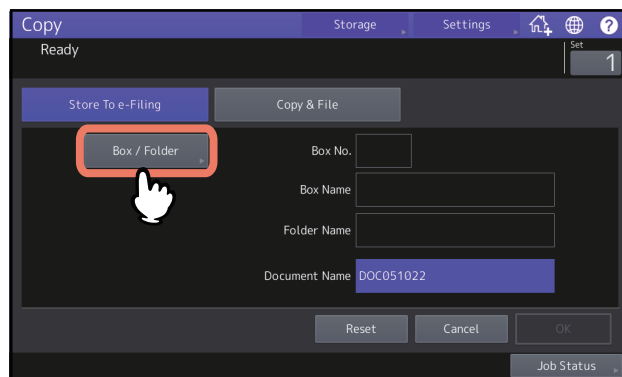 Copy Storage Settings ?
Ready Set
1
Store To e-Filing Copy & File
Box / Folder Box No.
Box Name
Folder Name
Document Name DOC051022
Reset Cancel OK
Job Status